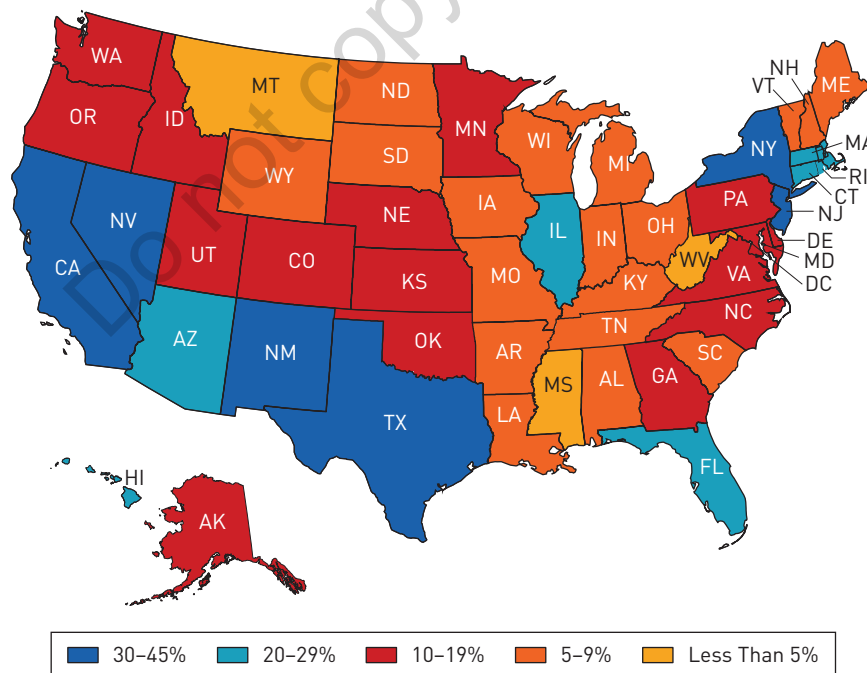 Do not copy
WA
MT
ND
MN
OR
ID
SD
WY
WI
MI
NH
VT
ME
NY
MA
RI
CT
NJ
PA
DE
MD
DC
NV
CA
UT
CO
NE
KS
IA
IL
IN
OH
WV
VA
MO
KY
NC
TN
SC
AZ
NM
OK
AR
MS
AL
GA
TX
LA
FL
HI
AK
30–45% 20–29% 10–19% 5–9% Less Than 5%